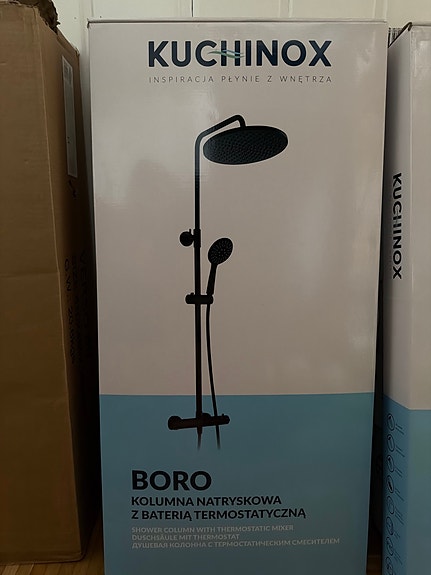 KUCHINOX
INSPIRACJA PŁYNIE Z WNĘTRZA
KUCHINOX
BORO
KOLUMNA NATRYSKOWA
Z BATERIĄ TERMOSTATYCZNĄ
SHOWER COLUMN WITH THERMOSTATIC MIXER
DUSCHSÄULE MIT THERMOSTAT
ДУШЕВАЯ КОЛОННА С ТЕРМОСТАТИЧЕСКИМ СМЕСИТЕЛЕМ